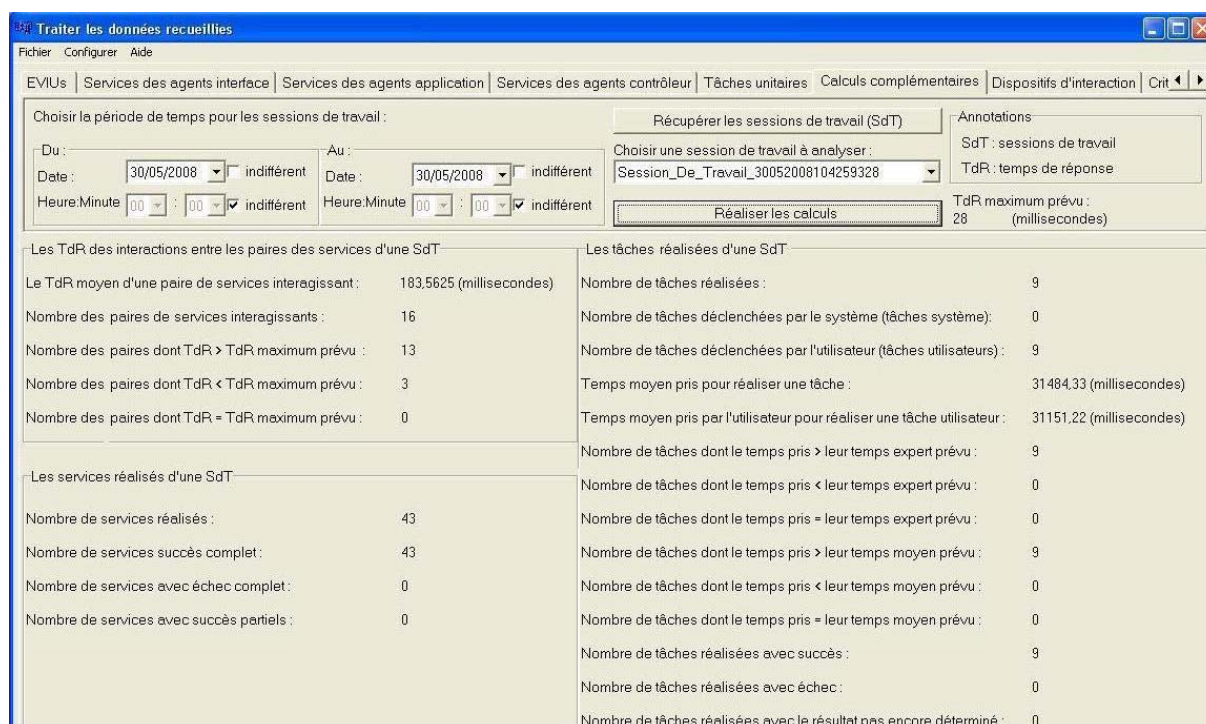 Traiter les données recueillies
Fichier Configurer Aide
EVIUs Services des agents interface Services des agents application Services des agents contrôleur Tâches unitaires Calculs complémentaires Dispositifs d'interaction Crit
Choisir la période de temps pour les sessions de travail :
Du :
Date : 30/05/2008 indifférent
Heure:Minute 00 : 00 indifférent
Au :
Date : 30/05/2008 indifférent
Heure:Minute 00 : 00 indifférent
Récupérer les sessions de travail (SdT)
Choisir une session de travail à analyser :
Session_De_Travail_30052008104259328
Réaliser les calculs
Annotations
SdT : sessions de travail
TdR : temps de réponse
TdR maximum prévu :
28 (millisecondes)
Les TdR des interactions entre les paires des services d'une SdT
Le TdR moyen d'une paire de services interagissant : 183,5625 (millisecondes)
Nombre des paires de services interagissants : 16
Nombre des paires dont TdR > TdR maximum prévu : 13
Nombre des paires dont TdR < TdR maximum prévu : 3
Nombre des paires dont TdR = TdR maximum prévu : 0
Les services réalisés d'une SdT
Nombre de services réalisés : 43
Nombre de services succès complet : 43
Nombre de services avec échec complet : 0
Nombre de services avec succès partiels : 0
Les tâches réalisées d'une SdT
Nombre de tâches réalisées : 9
Nombre de tâches déclenchées par le système (tâches système): 0
Nombre de tâches déclenchées par l'utilisateur (tâches utilisateurs) : 9
Temps moyen pris pour réaliser une tâche : 31484,33 (millisecondes)
Temps moyen pris par l'utilisateur pour réaliser une tâche utilisateur : 31151,22 (millisecondes)
Nombre de tâches dont le temps pris > leur temps expert prévu : 9
Nombre de tâches dont le temps pris < leur temps expert prévu : 0
Nombre de tâches dont le temps pris = leur temps expert prévu : 0
Nombre de tâches dont le temps pris > leur temps moyen prévu : 9
Nombre de tâches dont le temps pris < leur temps moyen prévu : 0
Nombre de tâches dont le temps pris = leur temps moyen prévu : 0
Nombre de tâches réalisées avec succès : 9
Nombre de tâches réalisées avec échec : 0
Nombre de tâches réalisées avec le résultat pas encore déterminé : 0